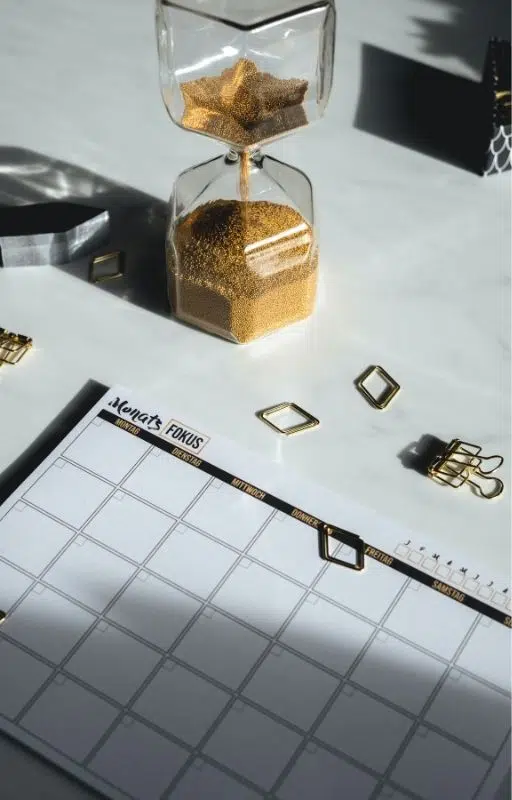 Monats FOKUS
MONTAG DIENSTAG MITTWOCH DONNER FREITAG SAMSTAG S
J F M A M J J A